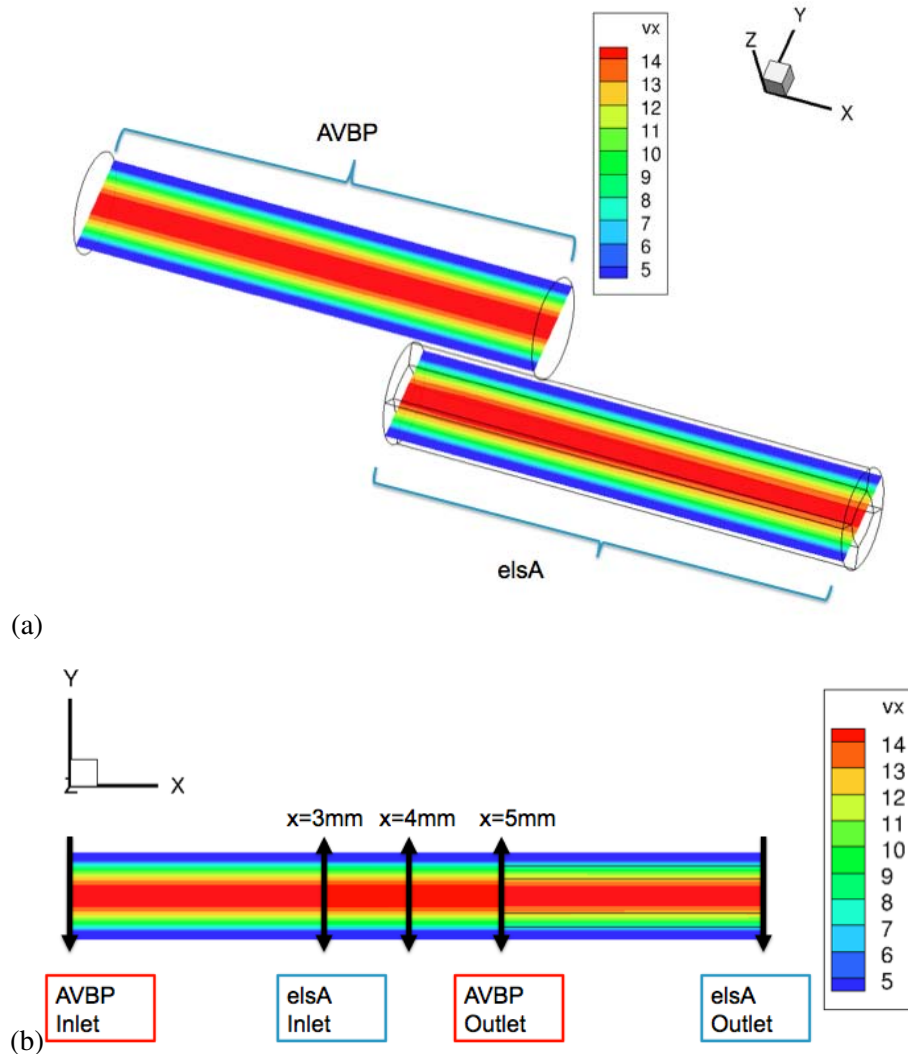 vx
14
13
12
11
10
9
8
7
6
5
Y
Z
X
AVBP
elsA
(a)
Y
Z
X
vx
14
13
12
11
10
9
8
7
6
5
x=3mm x=4mm x=5mm
AVBP
Inlet
elsA
Inlet
AVBP
Outlet
elsA
Outlet
(b)